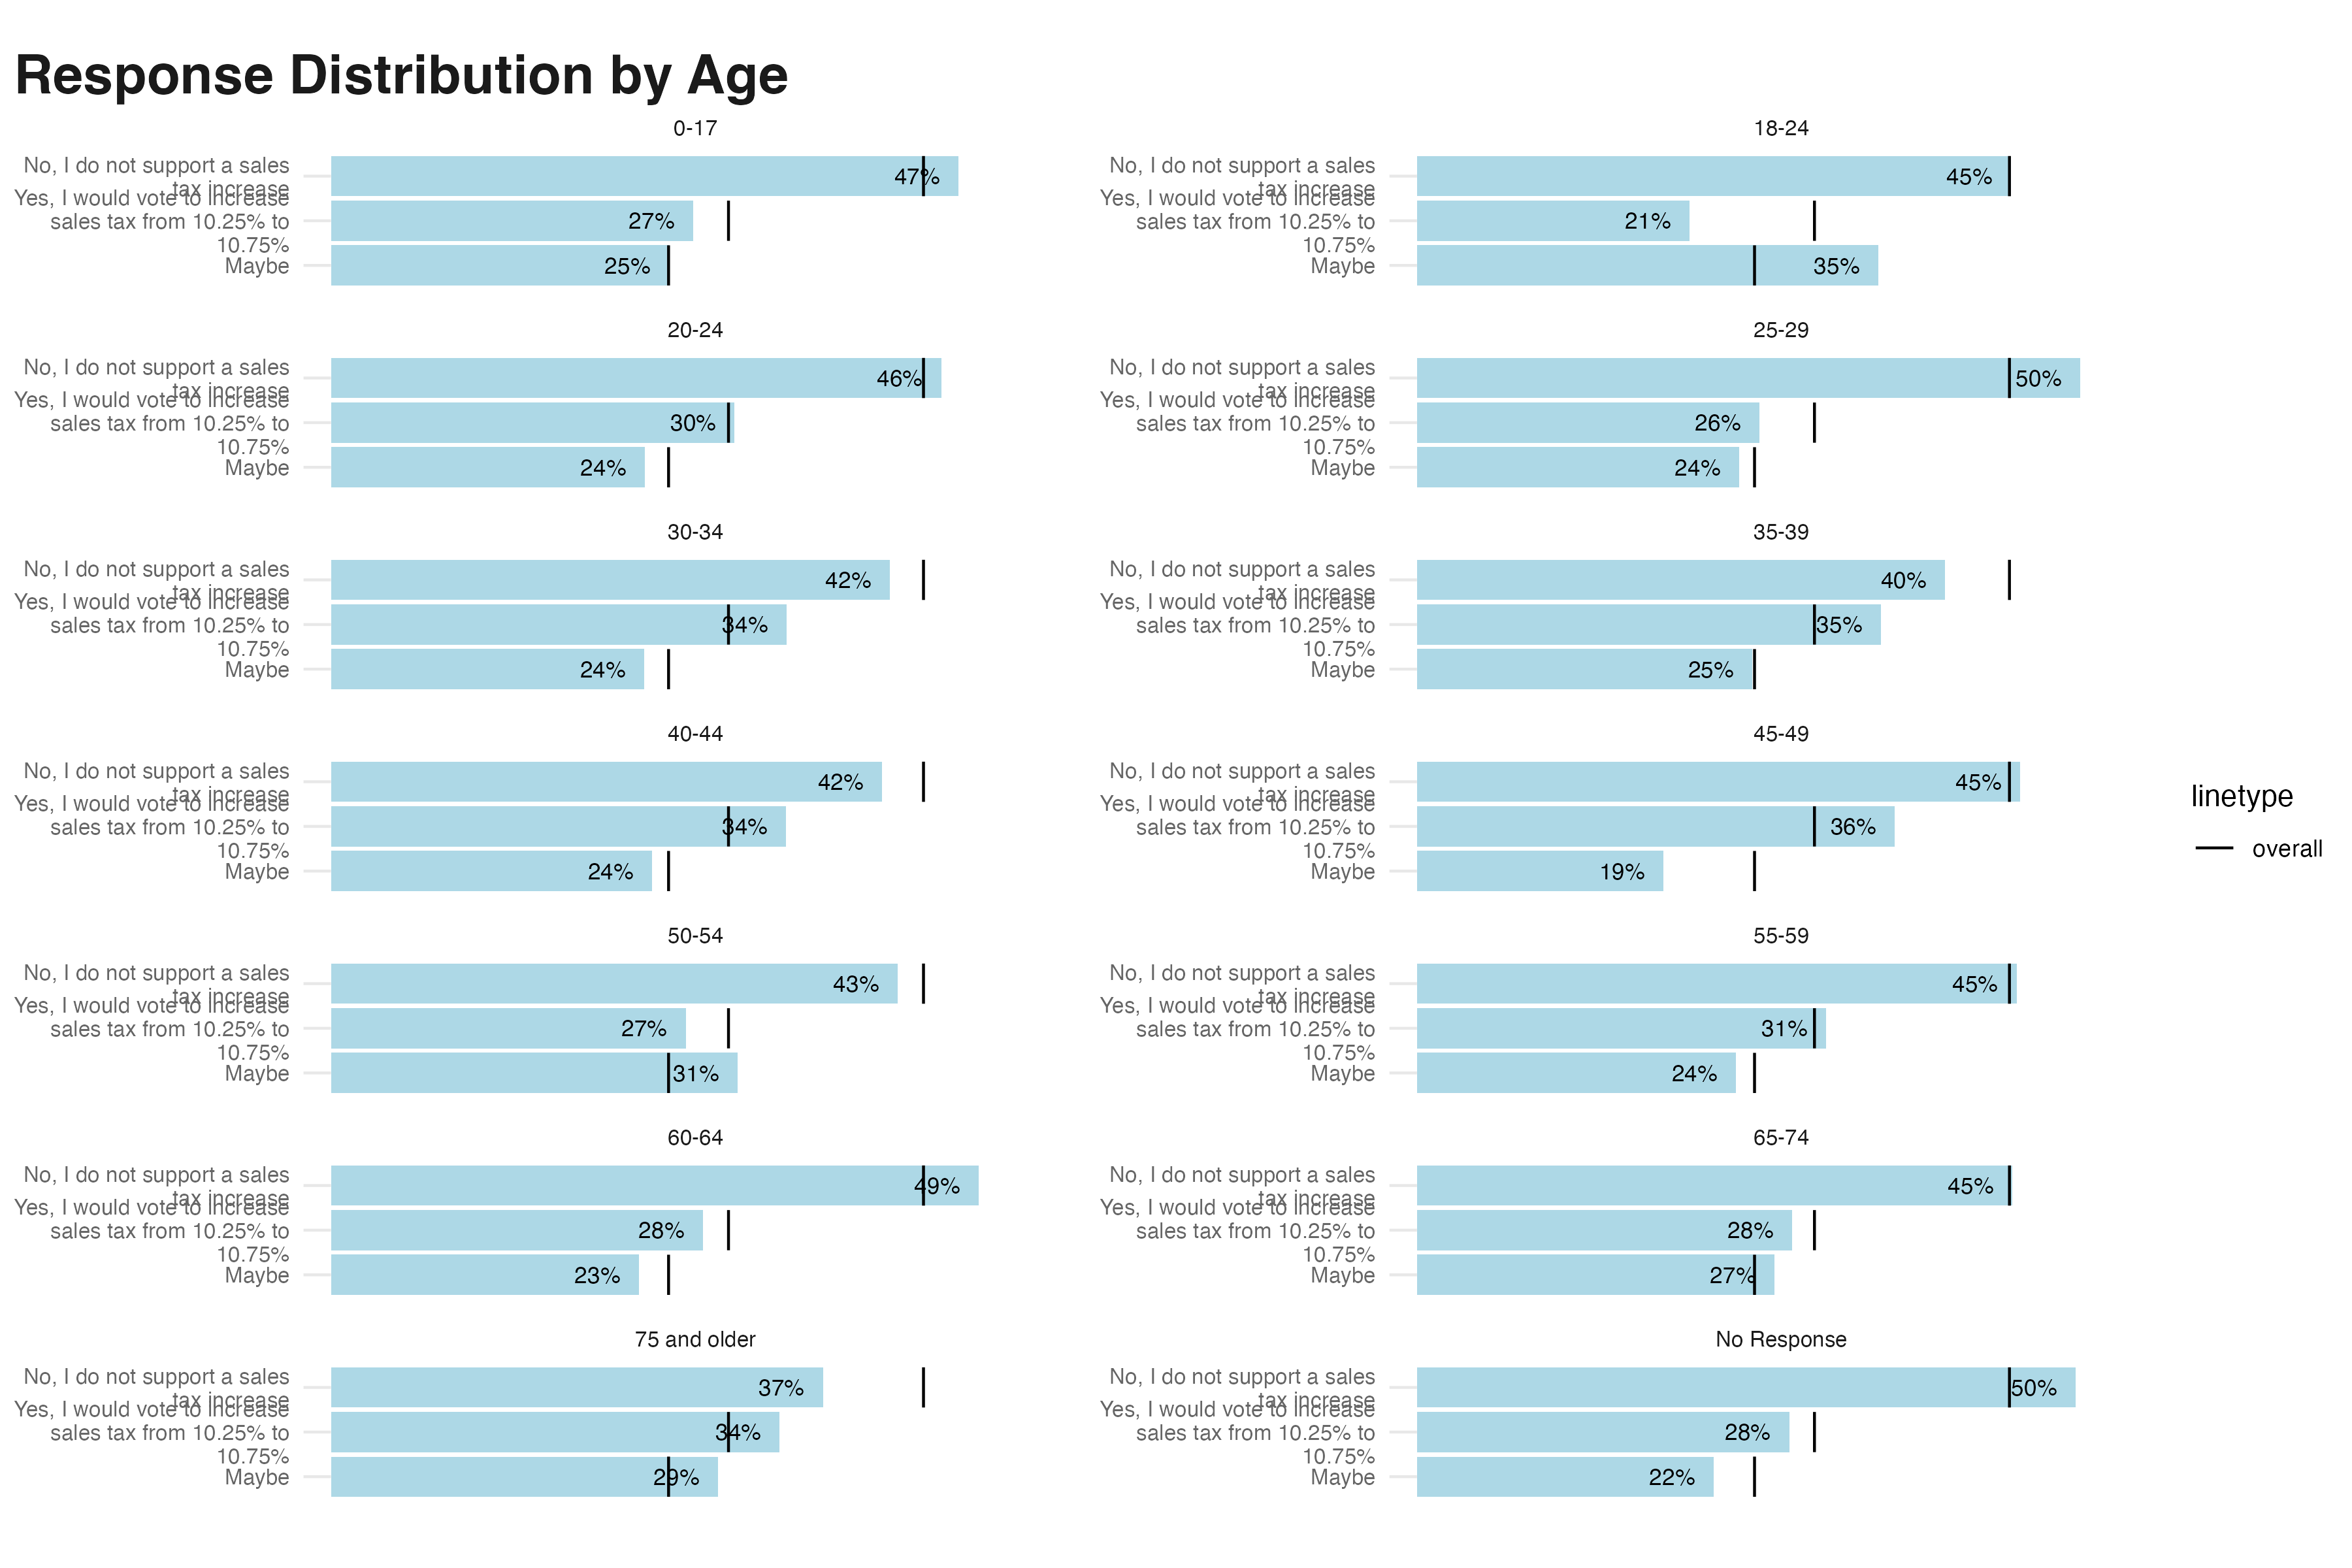 Response Distribution by Age
0-17
No, I do not support a sales
tax increase
Yes, I would vote to increase
sales tax from 10.25% to
10.75%
Maybe
47%
27%
25%
18-24
No, I do not support a sales
tax increase
Yes, I would vote to increase
sales tax from 10.25% to
10.75%
Maybe
45%
21%
35%
20-24
No, I do not support a sales
tax increase
Yes, I would vote to increase
sales tax from 10.25% to
10.75%
Maybe
46%
30%
24%
25-29
No, I do not support a sales
tax increase
Yes, I would vote to increase
sales tax from 10.25% to
10.75%
Maybe
50%
26%
24%
30-34
No, I do not support a sales
tax increase
Yes, I would vote to increase
sales tax from 10.25% to
10.75%
Maybe
42%
34%
24%
35-39
No, I do not support a sales
tax increase
Yes, I would vote to increase
sales tax from 10.25% to
10.75%
Maybe
40%
35%
25%
40-44
No, I do not support a sales
tax increase
Yes, I would vote to increase
sales tax from 10.25% to
10.75%
Maybe
42%
34%
24%
45-49
No, I do not support a sales
tax increase
Yes, I would vote to increase
sales tax from 10.25% to
10.75%
Maybe
45%
36%
19%
50-54
No, I do not support a sales
tax increase
Yes, I would vote to increase
sales tax from 10.25% to
10.75%
Maybe
43%
27%
31%
55-59
No, I do not support a sales
tax increase
Yes, I would vote to increase
sales tax from 10.25% to
10.75%
Maybe
45%
31%
24%
60-64
No, I do not support a sales
tax increase
Yes, I would vote to increase
sales tax from 10.25% to
10.75%
Maybe
49%
28%
23%
65-74
No, I do not support a sales
tax increase
Yes, I would vote to increase
sales tax from 10.25% to
10.75%
Maybe
45%
28%
27%
75 and older
No, I do not support a sales
tax increase
Yes, I would vote to increase
sales tax from 10.25% to
10.75%
Maybe
37%
34%
29%
No Response
No, I do not support a sales
tax increase
Yes, I would vote to increase
sales tax from 10.25% to
10.75%
Maybe
50%
28%
22%
linetype
overall